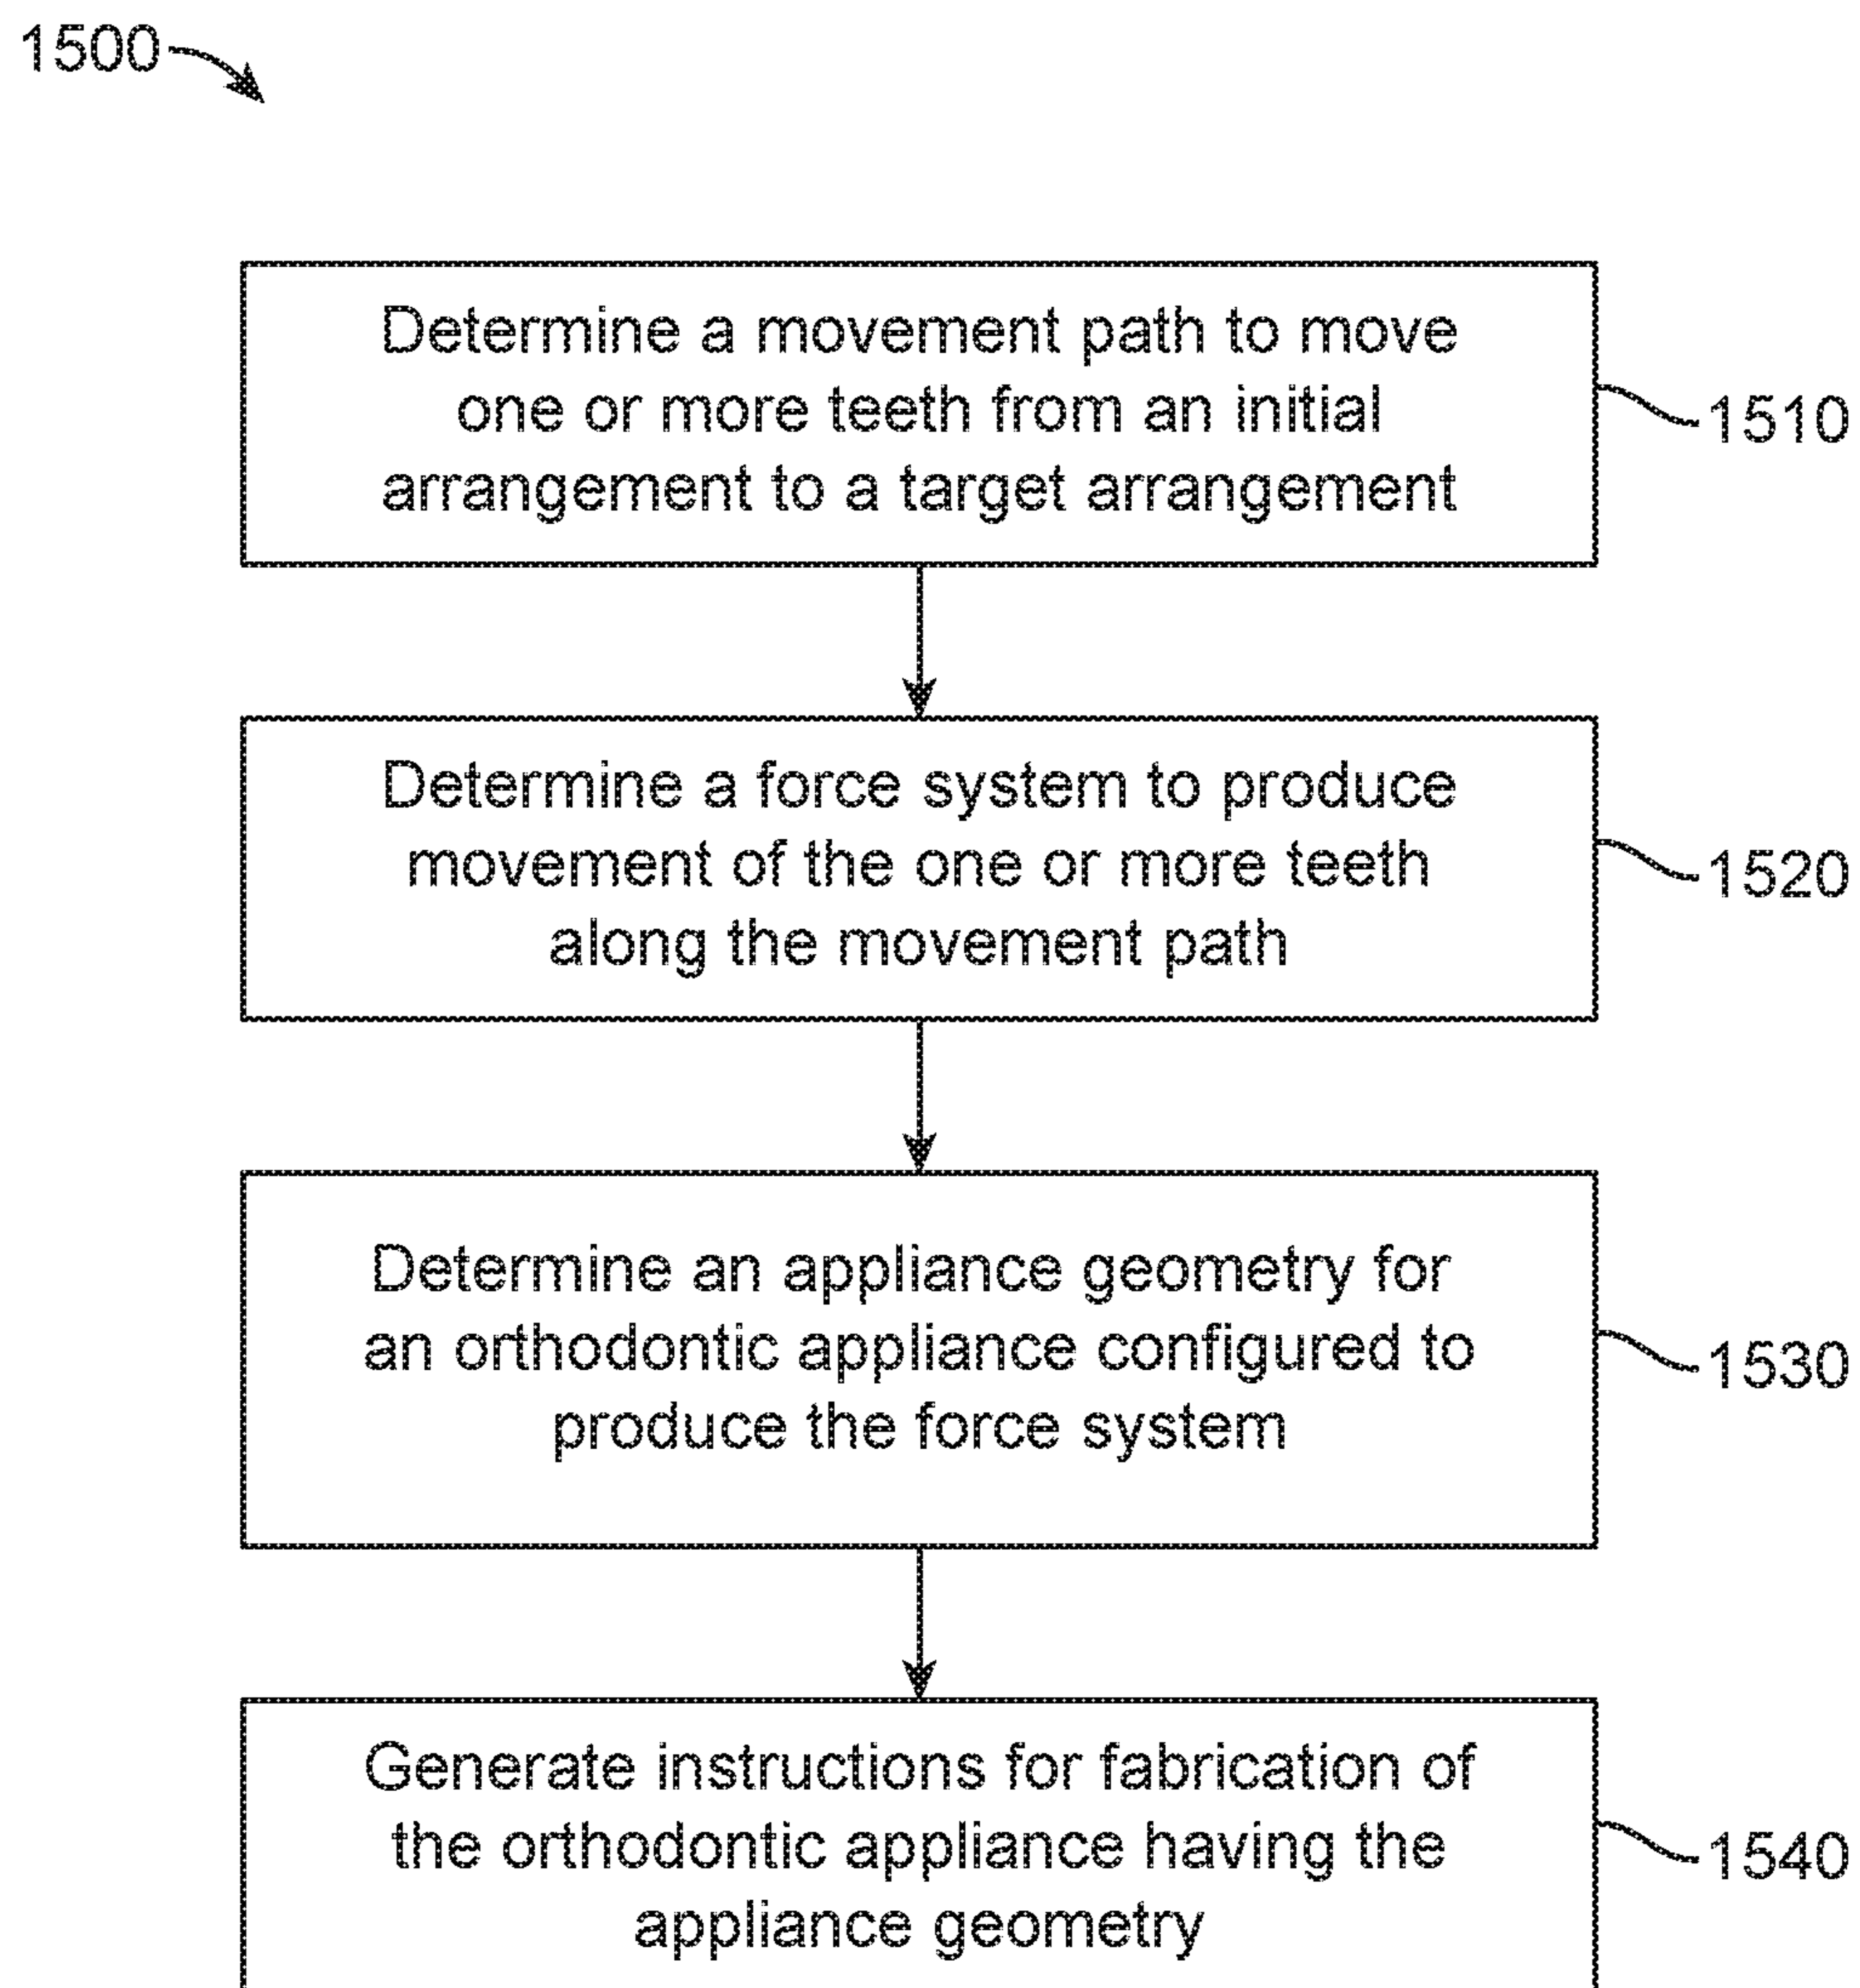 1500
Determine a movement path to move
one or more teeth from an initial
arrangement to a target arrangement
1510
Determine a force system to produce
movement of the one or more teeth
along the movement path
1520
Determine an appliance geometry for
an orthodontic appliance configured to
produce the force system
1530
Generate instructions for fabrication of
the orthodontic appliance having the
appliance geometry
1540